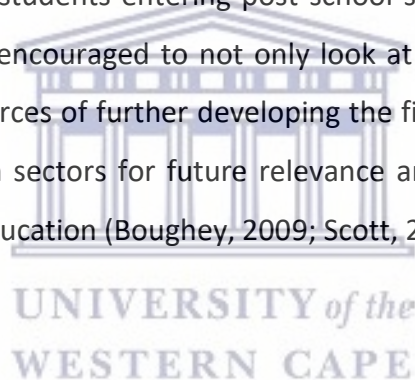 students entering post school s
encouraged to not only look at
rces of further developing the fi
sectors for future relevance ar
ucation (Boughey, 2009; Scott, 2
UNIVERSITY of the
WESTERN CAPE